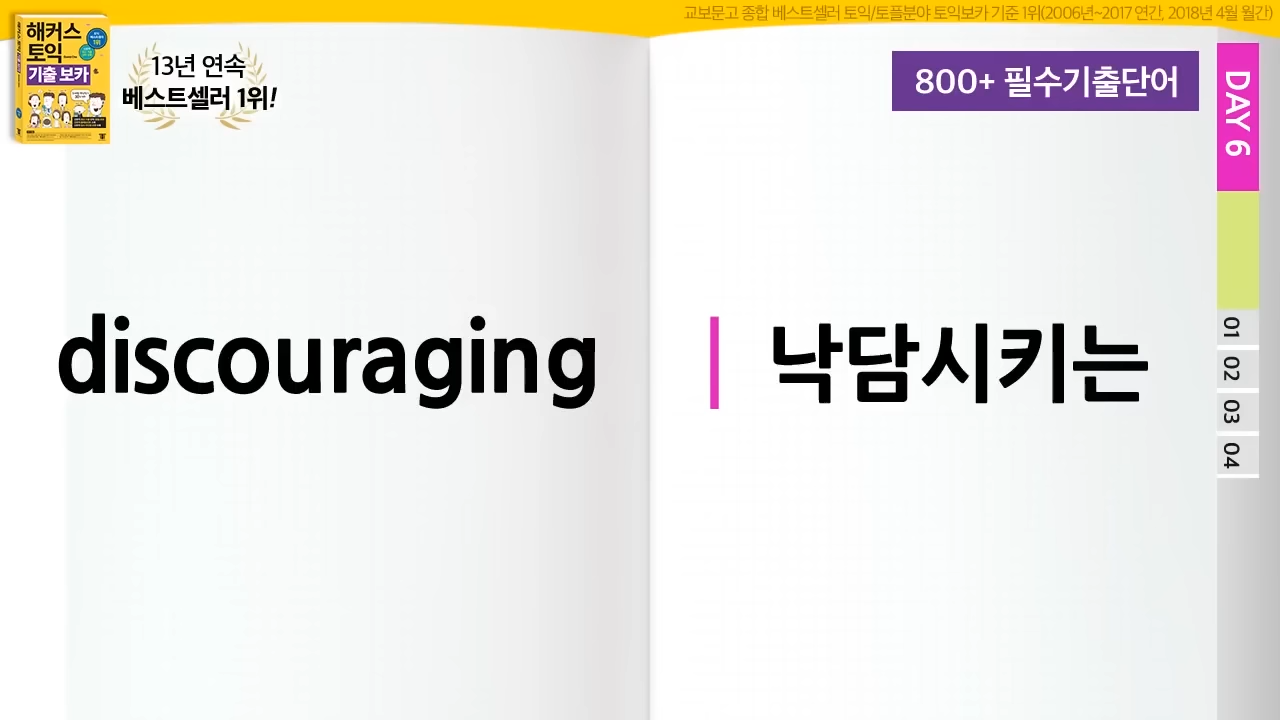 교보문고 종합 베스트셀러 토익/토플분야 토익보카 기준 1위(2006년~2017 연간, 2018년 4월 월간)
해커스
토익
기출 보카
13년 연속
베스트셀러 1위!
800+ 필수기출단어
DAY 6
discouraging
낙담시키는
01
02
03
04